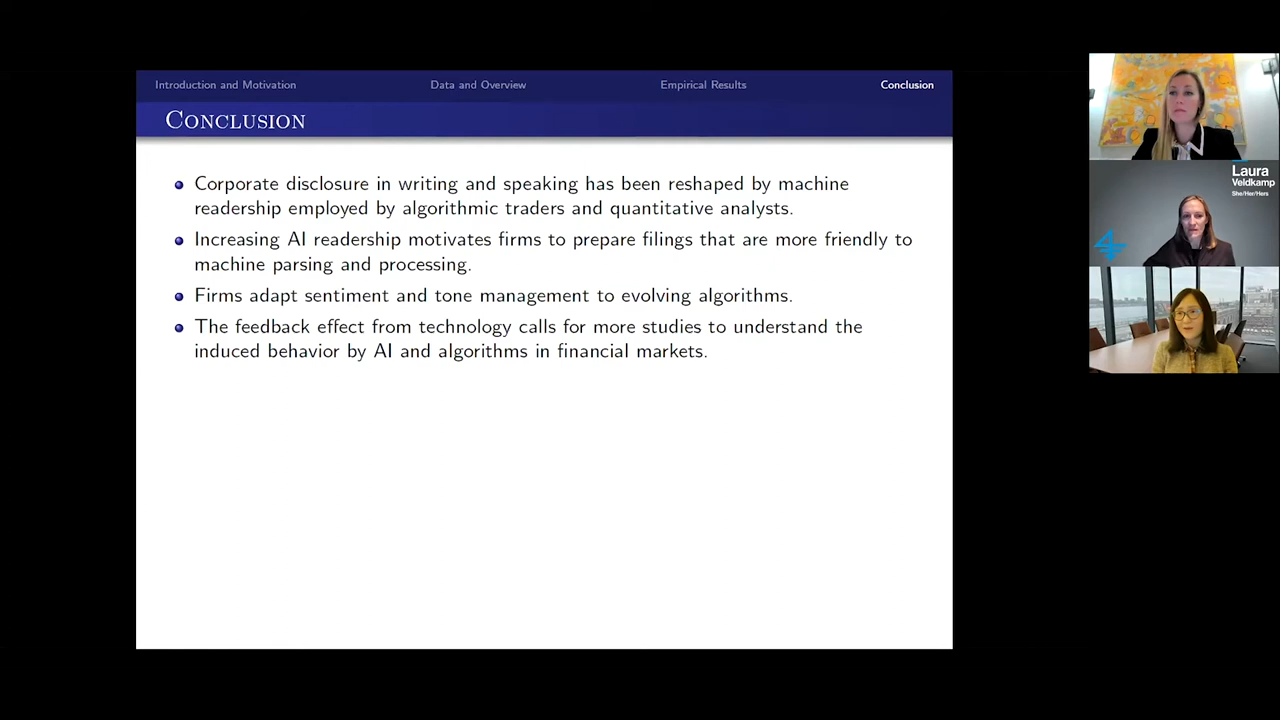 Introduction and Motivation
Data and Overview
Empirical Results
Conclusion
Conclusion
Corporate disclosure in writing and speaking has been reshaped by machine
readership employed by algorithmic traders and quantitative analysts.
Increasing AI readership motivates firms to prepare filings that are more friendly to
machine parsing and processing.
Firms adapt sentiment and tone management to evolving algorithms.
The feedback effect from technology calls for more studies to understand the
induced behavior by AI and algorithms in financial markets.
Laura
Veldkamp
She/Her/Hers